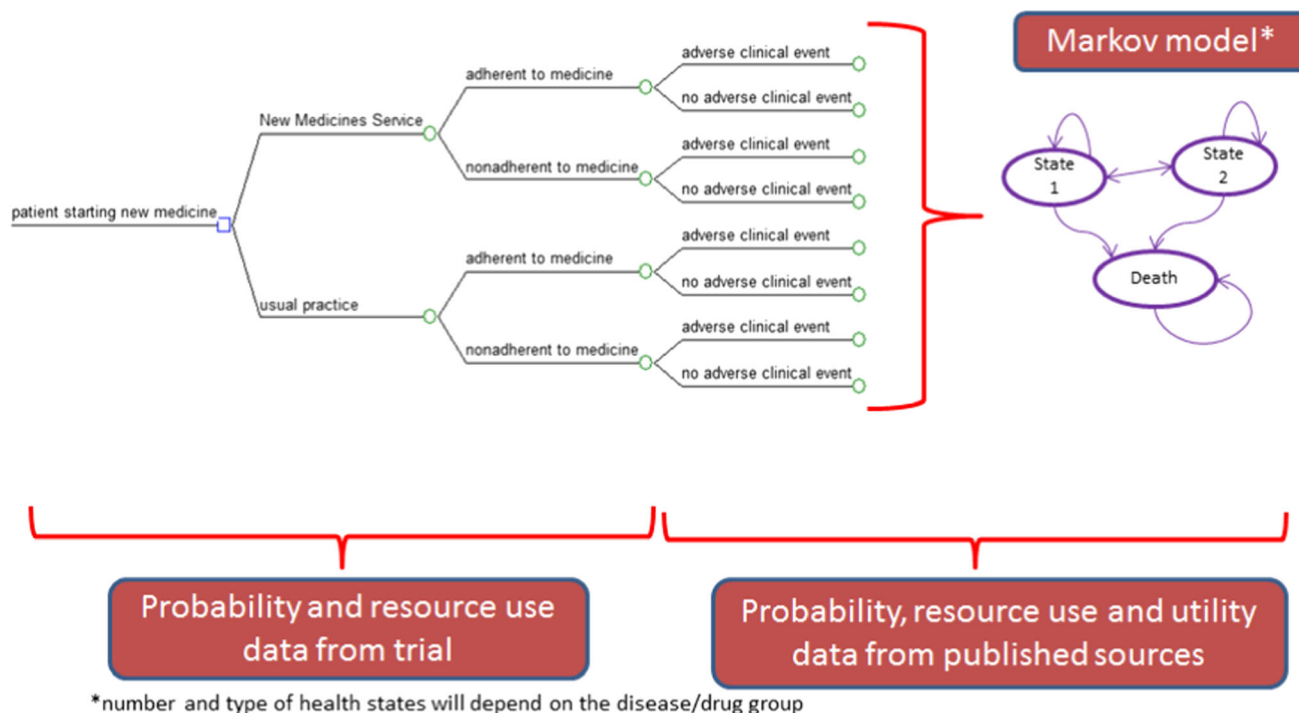 Markov model*
adverse clinical event
adherent to medicine
no adverse clinical event
New Medicines Service
adverse clinical event
nonadherent to medicine
no adverse clinical event
patient starting new medicine
adverse clinical event
adherent to medicine
no adverse clinical event
usual practice
adverse clinical event
nonadherent to medicine
no adverse clinical event
State
1
State
2
Death
Probability and resource use
data from trial
Probability, resource use and utility
data from published sources
*number and type of health states will depend on the disease/drug group